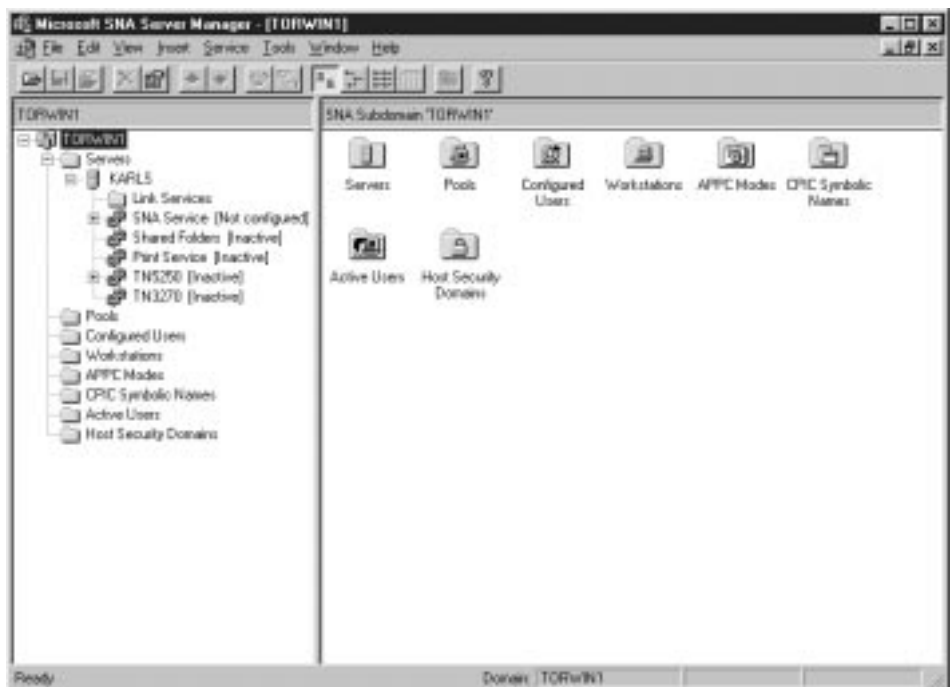 Microsoft SNA Server Manager - [TORWIN1]
File Edit View Insert Service Tools Window Help
TORWIN1
SNA Subdomain 'TORWIN1'
TORWIN1
Servers
KARLS
Link Services
SNA Service [Not configured]
Shared Folders [Inactive]
Print Service [Inactive]
TN5250 [Inactive]
TN3270 [Inactive]
Pools
Configured Users
Workstations
APPC Modes
CPIC Symbolic Names
Active Users
Host Security Domains
Servers
Pools
Configured Users
Workstations
APPC Modes
CPIC Symbolic Names
Active Users
Host Security Domains
Ready
Domain: TORWIN1